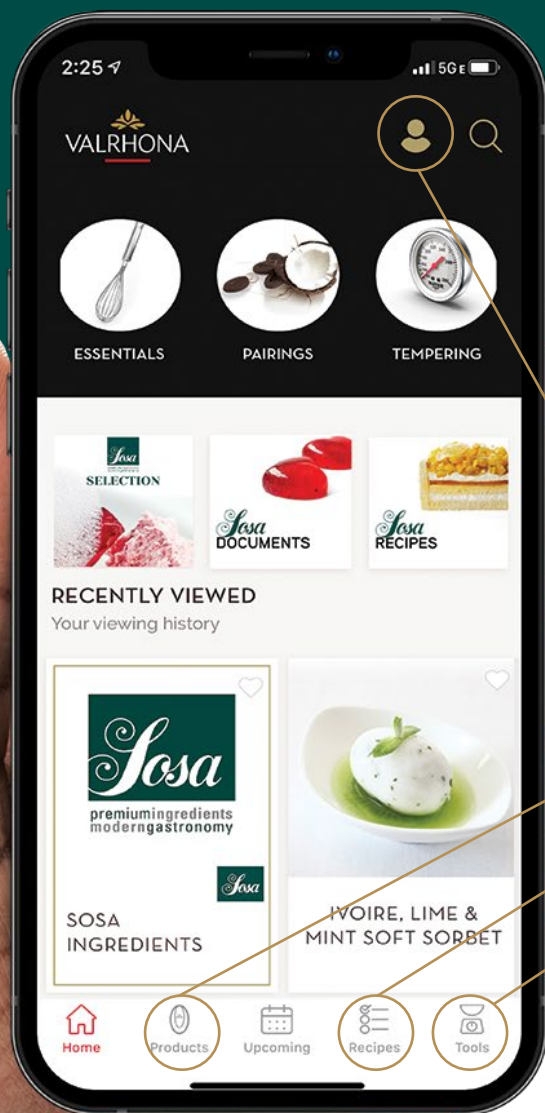 2:25
5GE
VALRHONA
ESSENTIALS
PAIRINGS
TEMPERING
Sosa
SELECTION
Sosa
DOCUMENTS
Sosa
RECIPES
RECENTLY VIEWED
Your viewing history
Sosa
premiumingredients
moderngastronomy
Sosa
SOSA
INGREDIENTS
IVOIRE, LIME &
MINT SOFT SORBET
Home
Products
Upcoming
Recipes
Tools